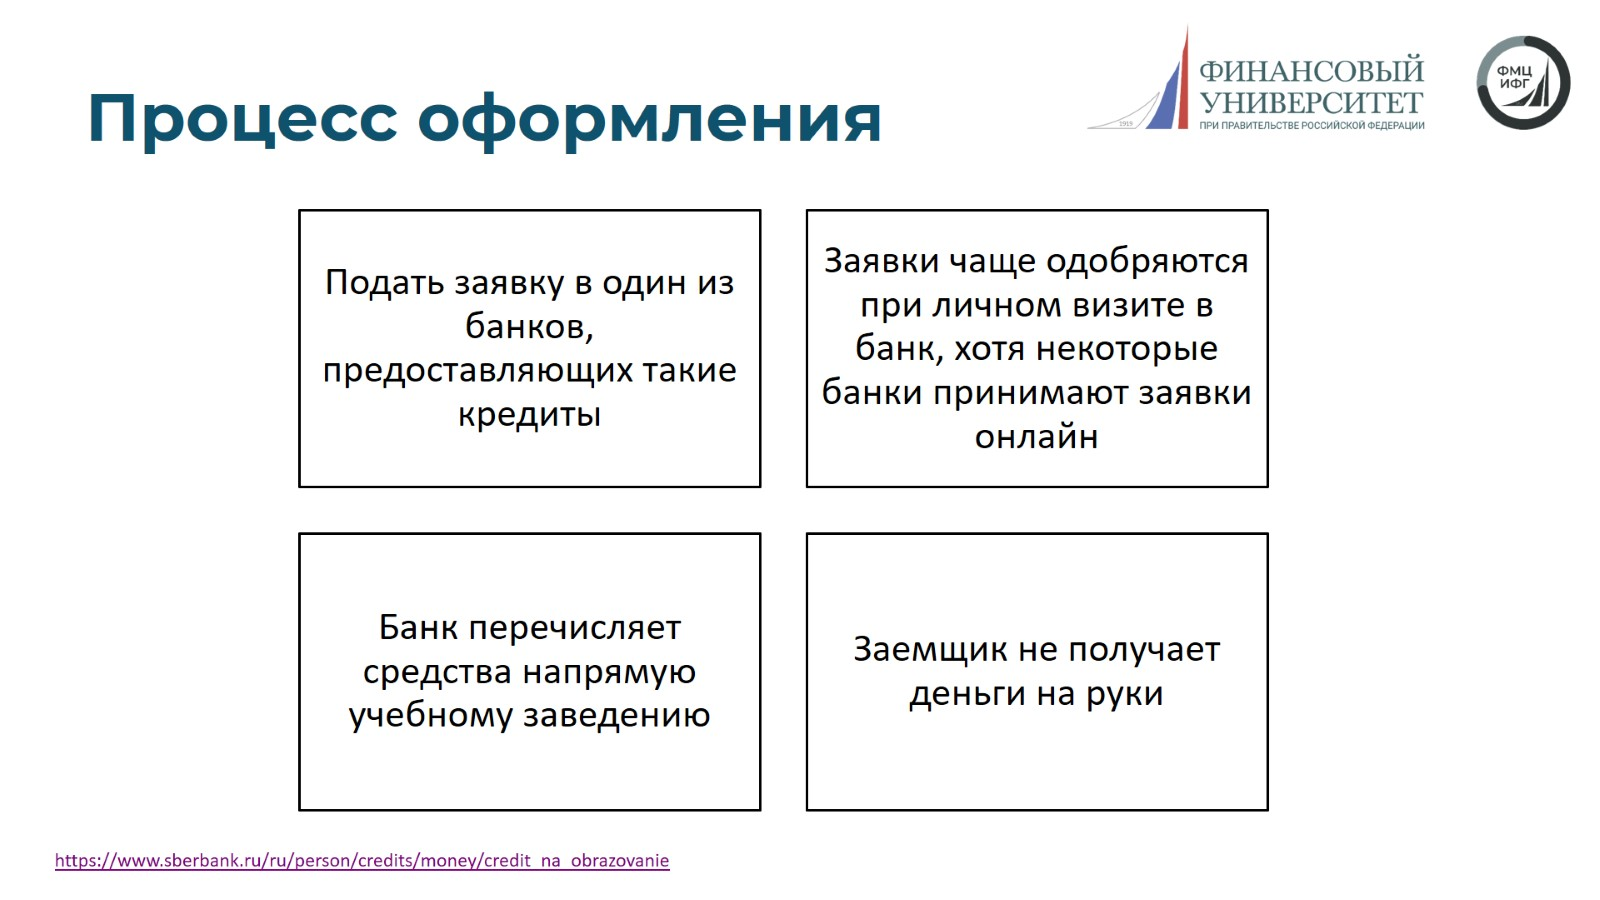 Процесс оформления
ФИНАНСОВЫЙ
УНИВЕРСИТЕТ
ПРИ ПРАВИТЕЛЬСТВЕ РОССИЙСКОЙ ФЕДЕРАЦИИ
1919
ФМЦ
ИФГ
Подать заявку в один из
банков,
предоставляющих такие
кредиты
Заявки чаще одобряются
при личном визите в
банк, хотя некоторые
банки принимают заявки
онлайн
Банк перечисляет
средства напрямую
учебному заведению
Заемщик не получает
деньги на руки
https://www.sberbank.ru/ru/person/credits/money/credit_na_obrazovanie